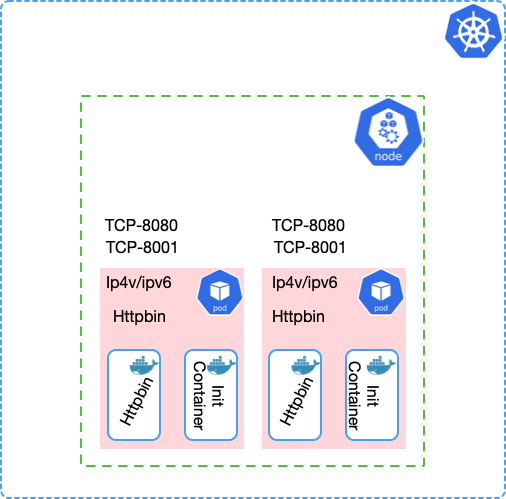 node
TCP-8080
TCP-8001
TCP-8080
TCP-8001
Ip4v/ipv6
pod
Httpbin
Ip4v/ipv6
pod
Httpbin
Httpbin
Init
Container
Httpbin
Init
Container